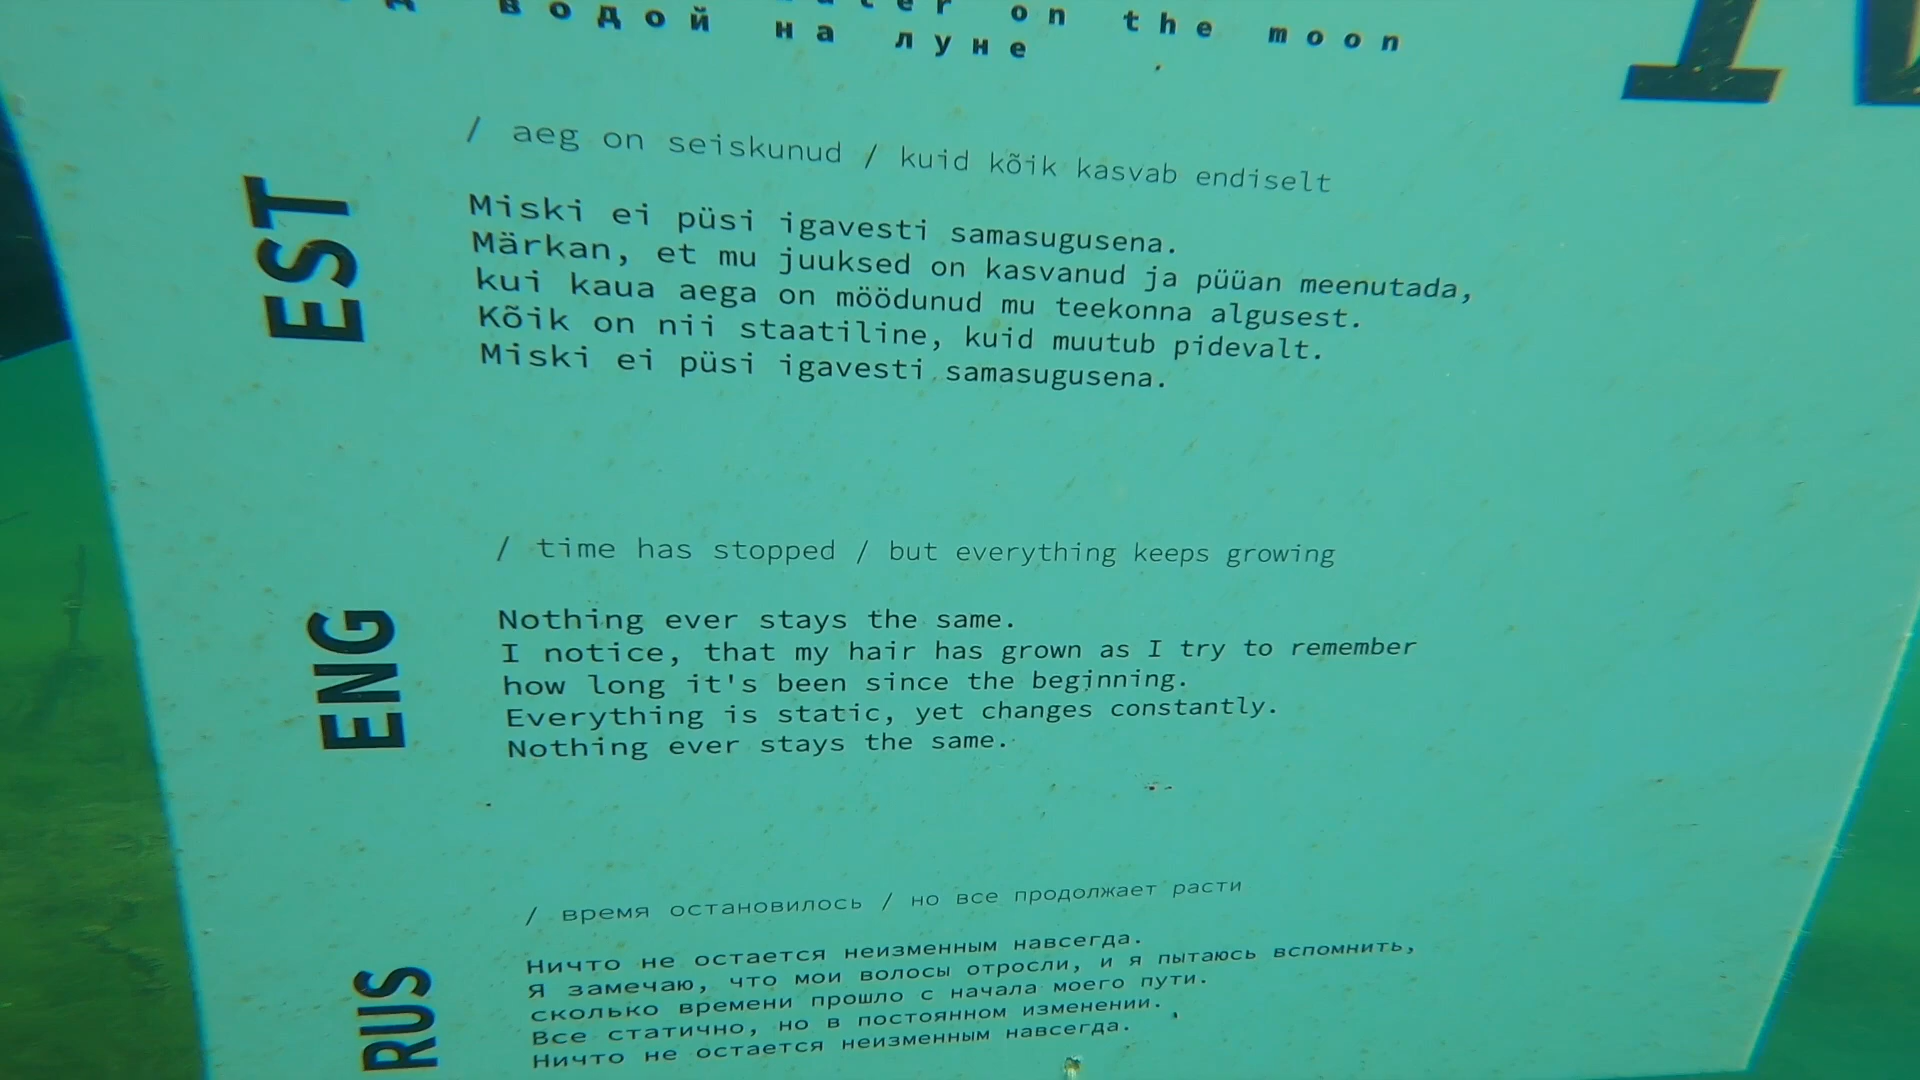 on the moon
водой на луне
/ aeg on seiskunud / kuid kõik kasvab endiselt
EST
Miski ei püsi igavesti samasugusena.
Märkan, et mu juuksed on kasvanud ja püüan meenutada,
kui kaua aega on möödunud mu teekonna algusest.
Kõik on nii staatiline, kuid muutub pidevalt.
Miski ei püsi igavesti samasugusena.
/ time has stopped / but everything keeps growing
ENG
Nothing ever stays the same.
I notice, that my hair has grown as I try to remember
how long it's been since the beginning.
Everything is static, yet changes constantly.
Nothing ever stays the same.
/ время остановилось / но все продолжает расти
RUS
Ничто не остается неизменным навсегда.
Я замечаю, что мои волосы отросли, и я пытаюсь вспомнить,
сколько времени прошло с начала моего пути.
Все статично, но в постоянном изменении.
Ничто не остается неизменным навсегда.